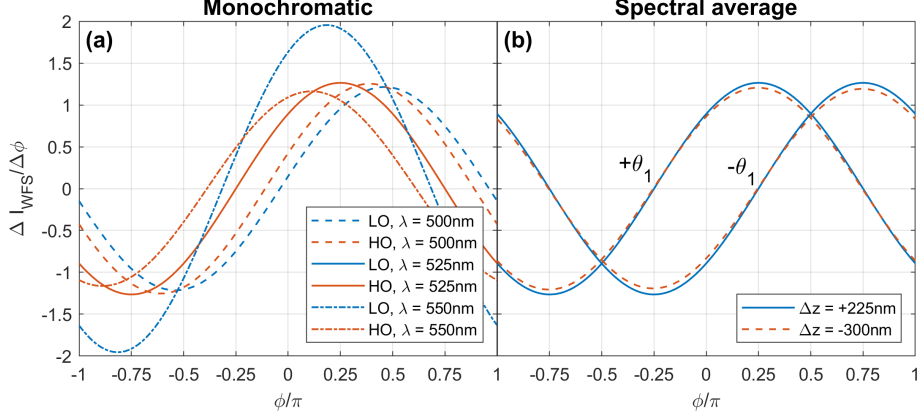 Monochromatic
Spectral average
(a)
(b)
Δ I_WFS/Δϕ
2
1.5
1
0.5
0
-0.5
-1
-1.5
-2
+θ₁
-θ₁
LO, λ = 500nm
HO, λ = 500nm
LO, λ = 525nm
HO, λ = 525nm
LO, λ = 550nm
HO, λ = 550nm
Δz = +225nm
Δz = -300nm
-1 -0.75 -0.5 -0.25 0 0.25 0.5 0.75
-1 -0.75 -0.5 -0.25 0 0.25 0.5 0.75 1
ϕ/π
ϕ/π